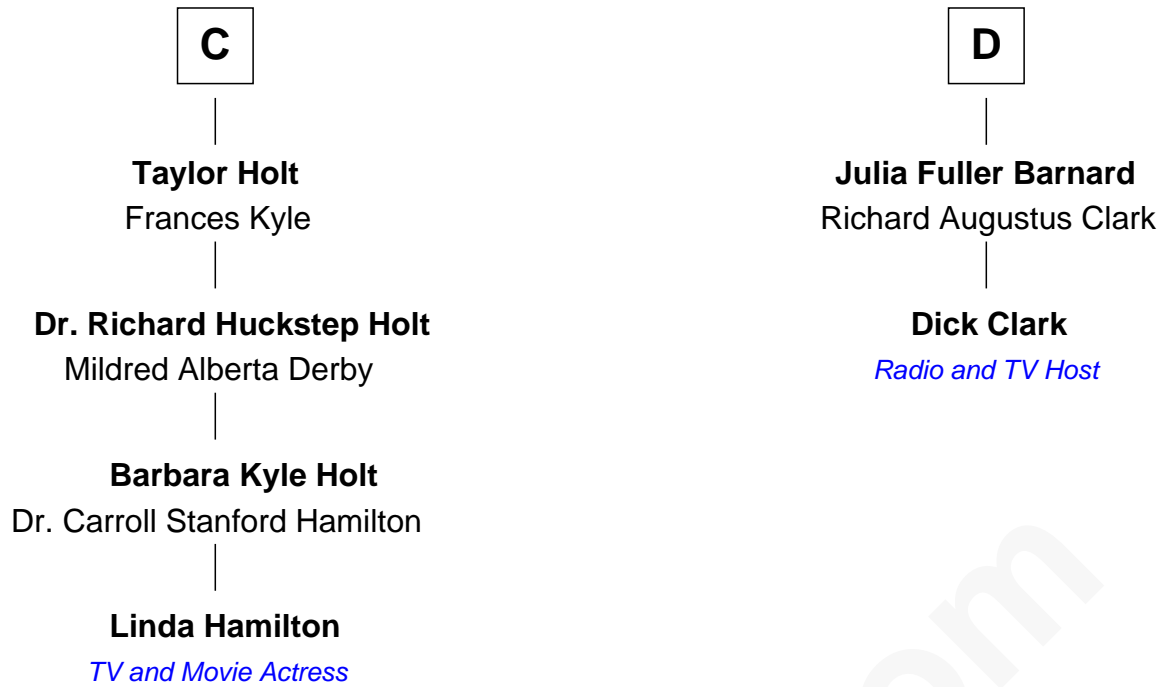 C
Taylor Holt
Frances Kyle
Dr. Richard Huckstep Holt
Mildred Alberta Derby
Barbara Kyle Holt
Dr. Carroll Stanford Hamilton
Linda Hamilton
TV and Movie Actress
D
Julia Fuller Barnard
Richard Augustus Clark
Dick Clark
Radio and TV Host
om